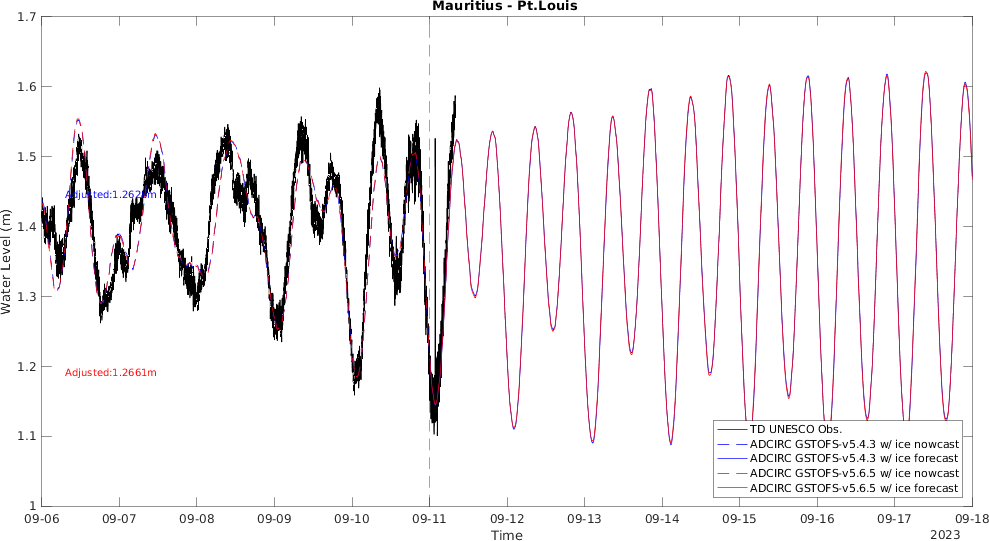 Mauritius - Pt.Louis
Water Level (m)
1.7
1.6
1.5
1.4
1.3
1.2
1.1
1
Adjusted:1.2620m
Adjusted:1.2661m
TD UNESCO Obs.
ADCIRC GSTOFS-v5.4.3 w/ ice nowcast
ADCIRC GSTOFS-v5.4.3 w/ ice forecast
ADCIRC GSTOFS-v5.6.5 w/ ice nowcast
ADCIRC GSTOFS-v5.6.5 w/ ice forecast
09-06 09-07 09-08 09-09 09-10 09-11 09-12 09-13 09-14 09-15 09-16 09-17 09-18
Time
2023